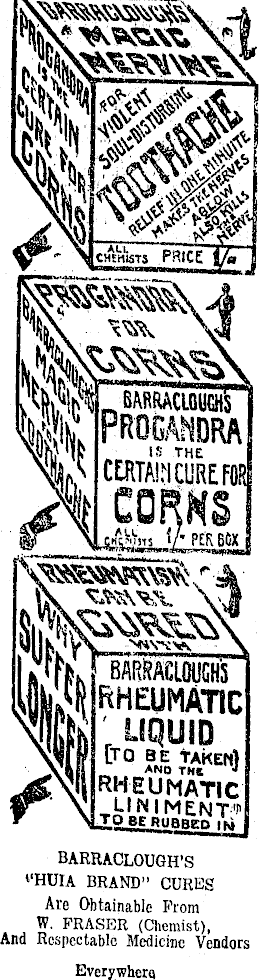 BARRACLOUGH'S
MAGIC
NERVINE
PROGANDRA
IS THE
CERTAIN
CURE FOR
CORNS
FOR
VIOLENT
SOUL-DISTURBING
TOOTHACHE
RELIEF IN ONE MINUTE
MAKES THE NERVES
AGLOW
ALSO KILLS
NERVE
ALL
CHEMISTS
PRICE 1/-
PROGANDRA
FOR
CORNS
BARRACLOUGH'S
MAGIC
NERVINE
TOOTHACHE
BARRACLOUGH'S
PROGANDRA
IS THE
CERTAIN CURE FOR
CORNS
ALL
CHEMISTS
1/- PER BOX
RHEUMATISM
CAN BE
CURED
WITH
WHY
SUFFER
LONGER
BARRACLOUGH'S
RHEUMATIC
LIQUID
(TO BE TAKEN)
AND THE
RHEUMATIC
LINIMENT
TO BE RUBBED IN
BARRACLOUGH'S
"HUIA BRAND" CURES
Are Obtainable From
W. FRASER (Chemist),
And Respectable Medicine Vendors
Everywhere